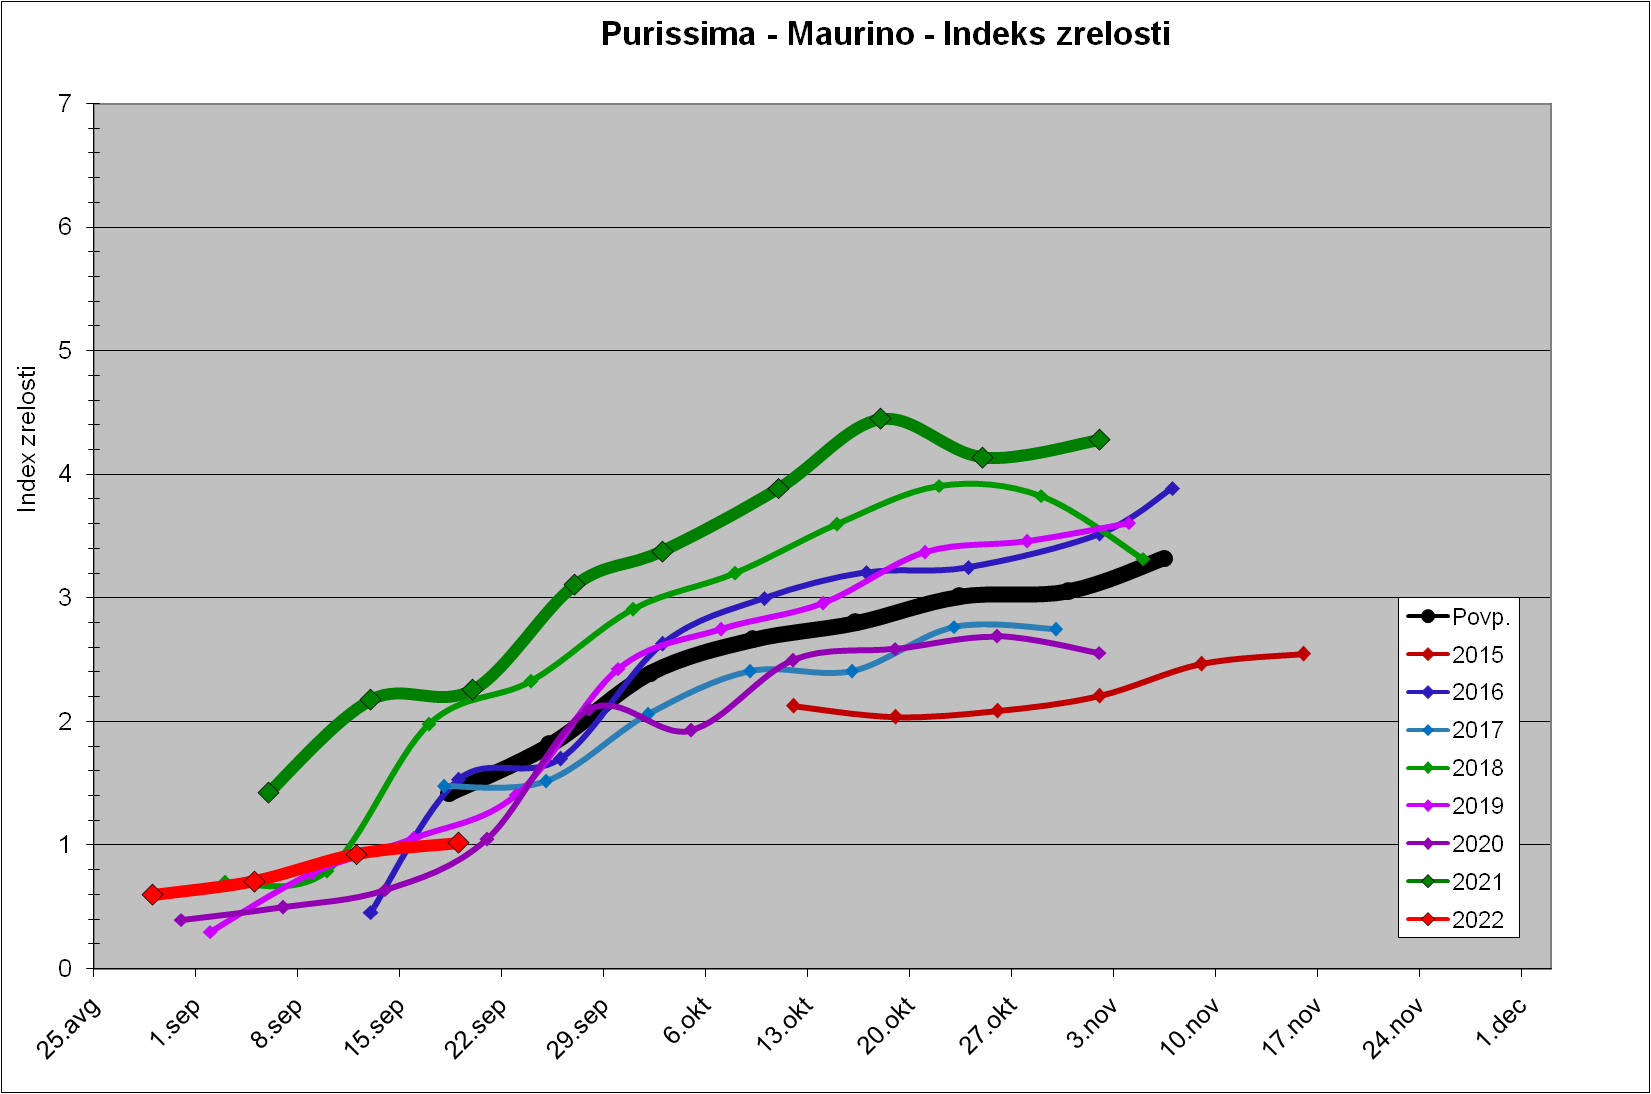 Purissima - Maurino - Indeks zrelosti
Index zrelosti
7
6
5
4
3
2
1
0
25.avg
1.sep
8.sep
15.sep
22.sep
29.sep
6.okt
13.okt
20.okt
27.okt
3.nov
10.nov
17.nov
24.nov
1.dec
Povp.
2015
2016
2017
2018
2019
2020
2021
2022